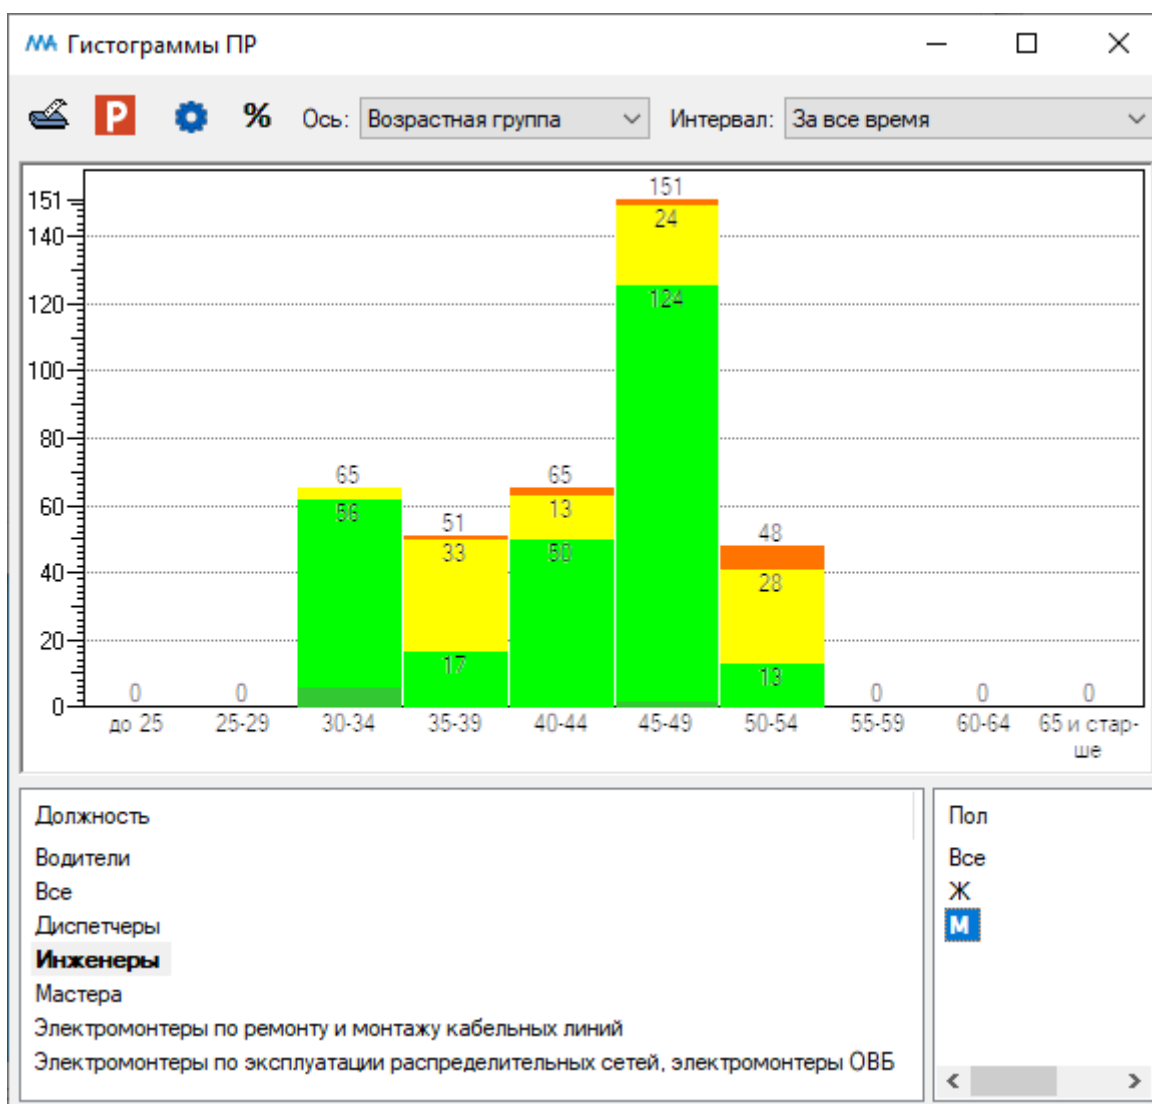 Гистограммы ПР
P % Ось: Возрастная группа Интервал: За все время
151
151
24
140
124
120
100
80
65
65
60
56
13
51
33
50
48
28
40
20
17
13
0
0 0 0 0 0
до 25 25-29 30-34 35-39 40-44 45-49 50-54 55-59 60-64 65 и стар-
ше
Должность
Водители
Все
Диспетчеры
Инженеры
Мастера
Электромонтеры по ремонту и монтажу кабельных линий
Электромонтеры по эксплуатации распределительных сетей, электромонтеры ОВБ
Пол
Все
Ж
М